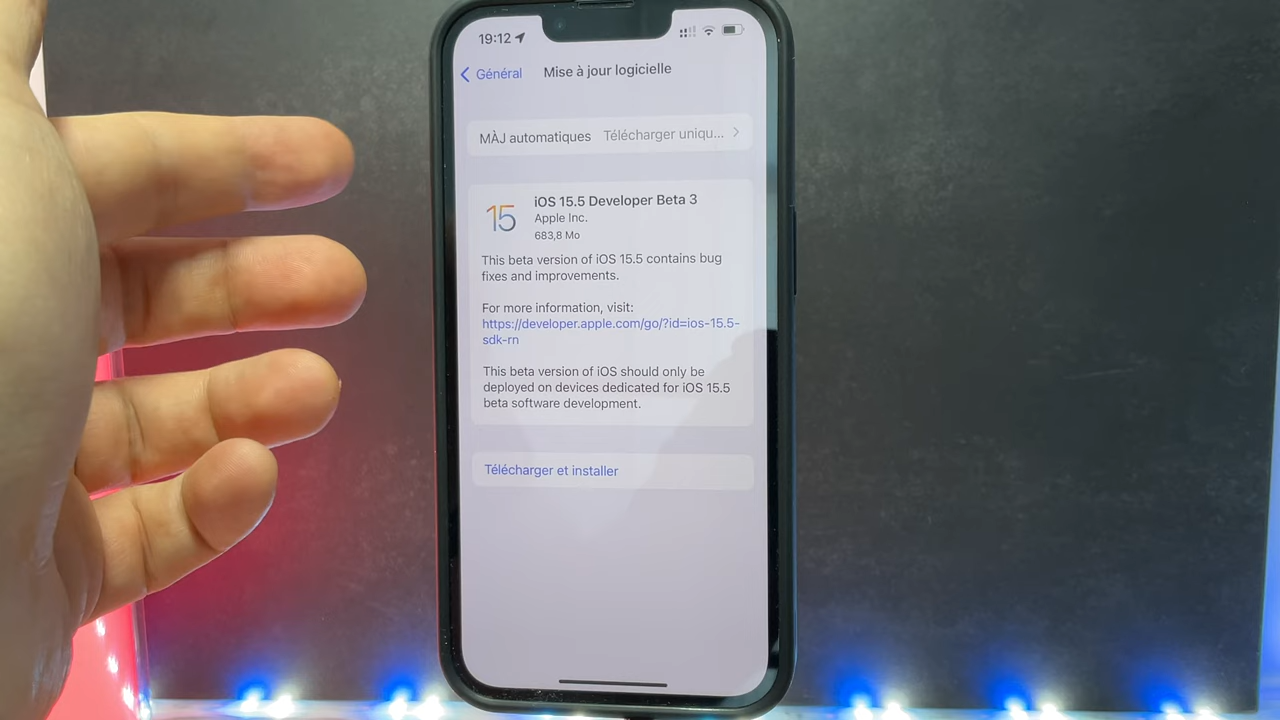 19:12
Général
Mise à jour logicielle
MÀJ automatiques Télécharger uniqu...
15
iOS 15.5 Developer Beta 3
Apple Inc.
683,8 Mo
This beta version of iOS 15.5 contains bug
fixes and improvements.
For more information, visit:
https://developer.apple.com/go/?id=ios-15.5-
sdk-rn
This beta version of iOS should only be
deployed on devices dedicated for iOS 15.5
beta software development.
Télécharger et installer